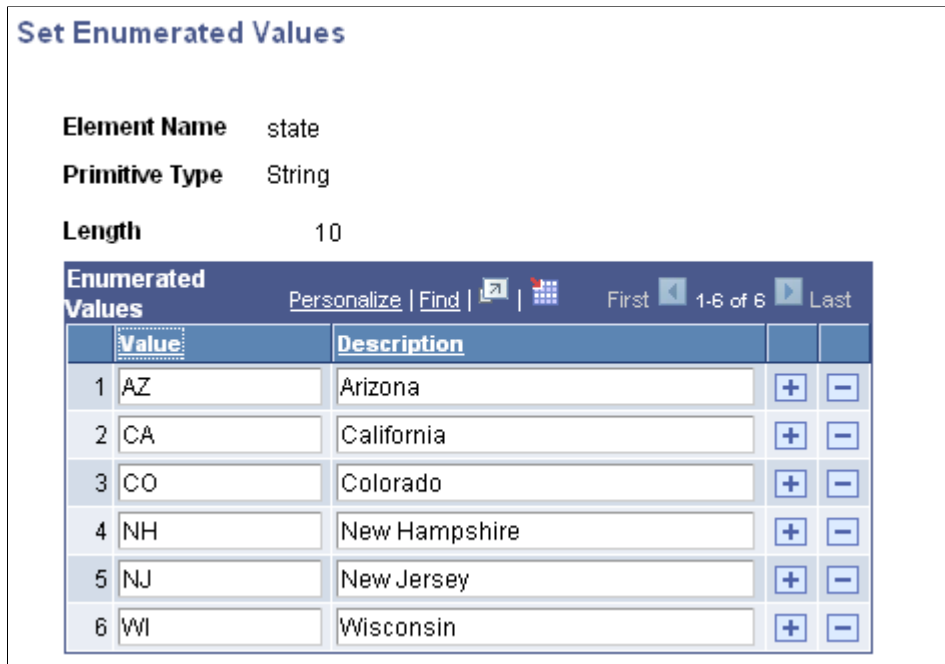 Set Enumerated Values
Element Name state
Primitive Type String
Length 10
Enumerated Values Personalize | Find | | First 1-6 of 6 Last
Value Description
1 AZ Arizona
2 CA California
3 CO Colorado
4 NH New Hampshire
5 NJ New Jersey
6 WI Wisconsin